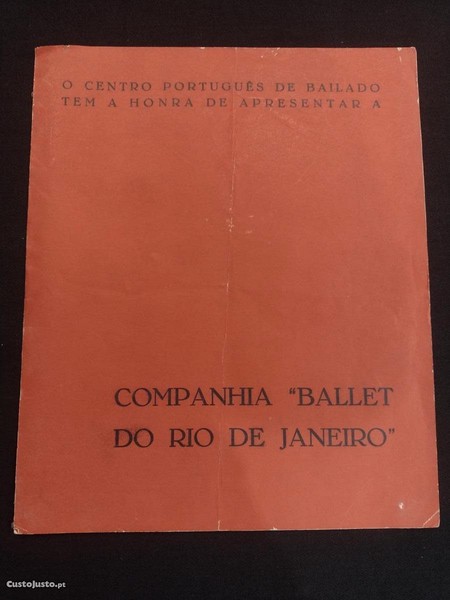 O CENTRO PORTUGUÊS DE BAILADO
TEM A HONRA DE APRESENTAR A
COMPANHIA "BALLET
DO RIO DE JANEIRO"
CustoJusto.pt